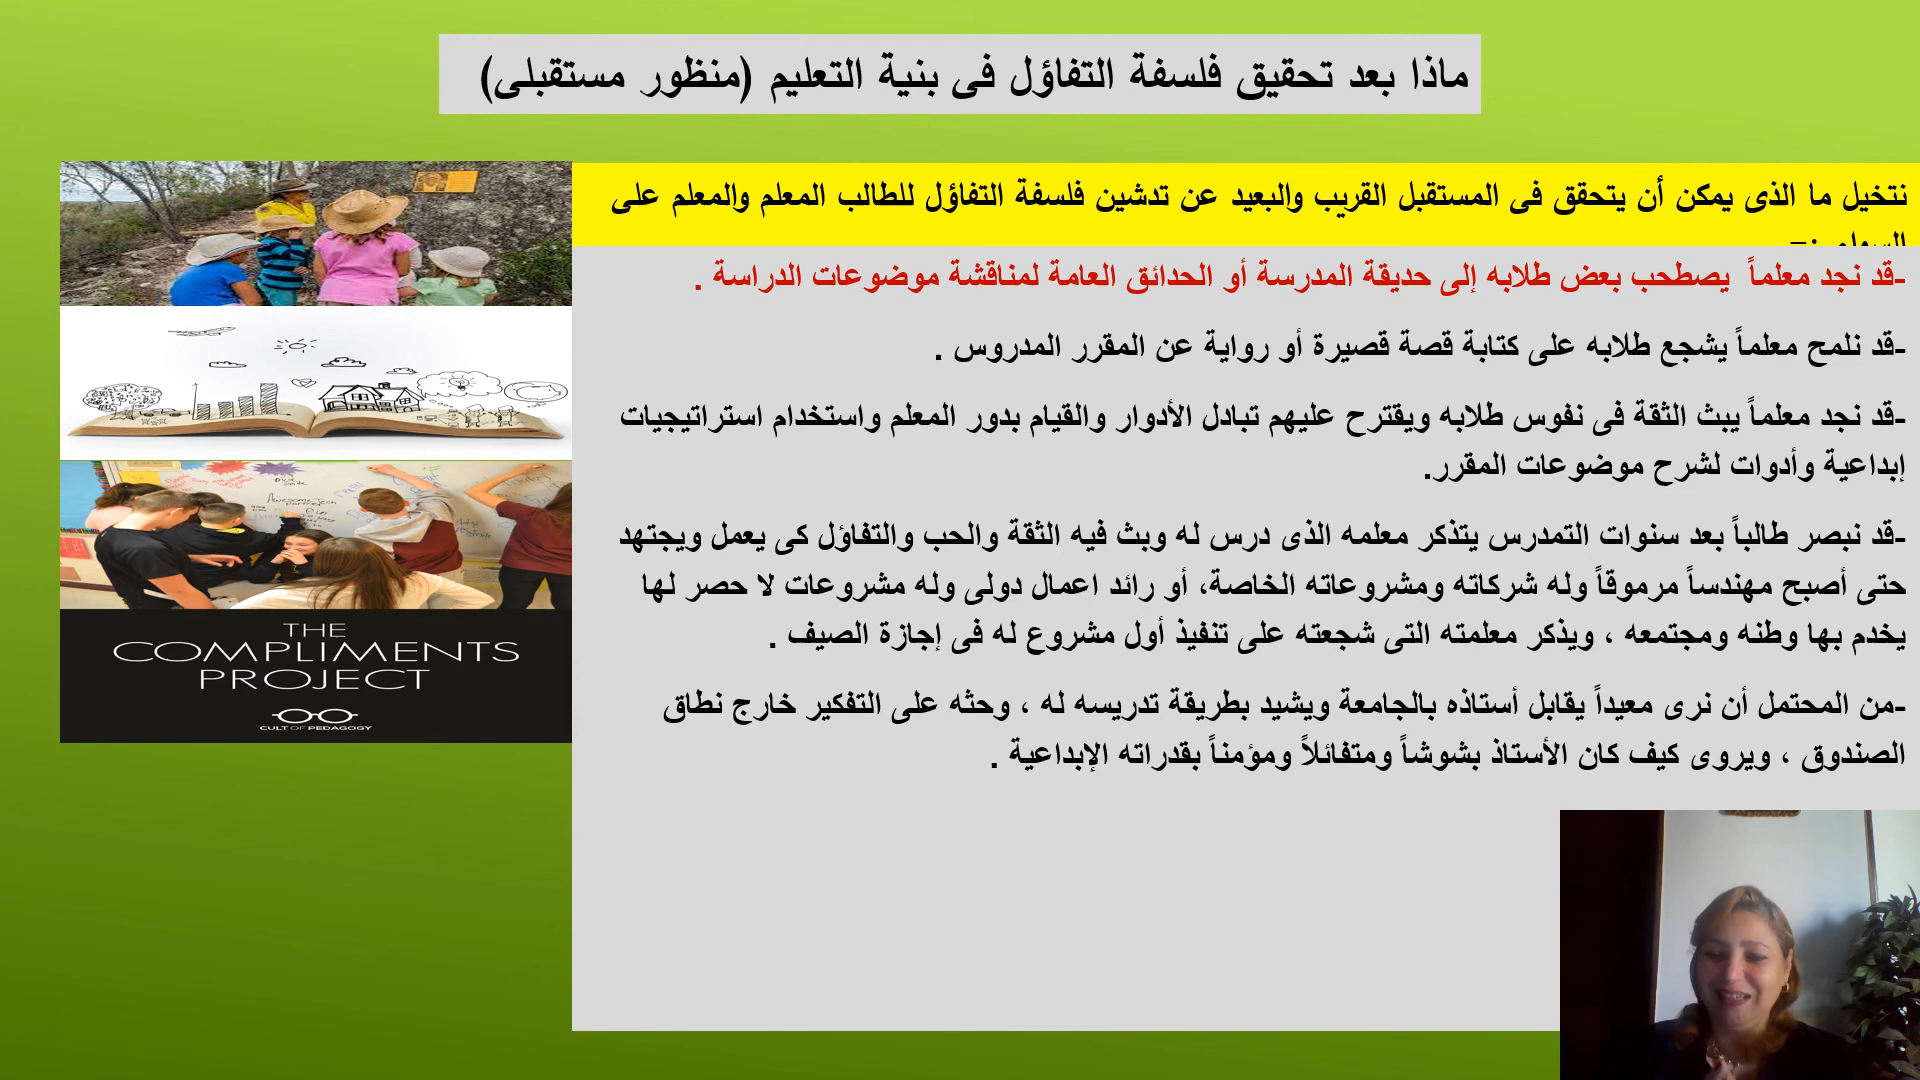 ماذا بعد تحقيق فلسفة التفاؤل فى بنية التعليم (منظور مستقبلى)
نتخيل ما الذى يمكن أن يتحقق فى المستقبل القريب والبعيد عن تدشين فلسفة التفاؤل للطالب المعلم والمعلم على
-قد نجد معلماً يصطحب بعض طلابه إلى حديقة المدرسة أو الحدائق العامة لمناقشة موضوعات الدراسة .
-قد نلمح معلماً يشجع طلابه على كتابة قصة قصيرة أو رواية عن المقرر المدروس .
-قد نجد معلماً يبث الثقة فى نفوس طلابه ويقترح عليهم تبادل الأدوار والقيام بدور المعلم واستخدام استراتيجيات
إبداعية وأدوات لشرح موضوعات المقرر.
-قد نبصر طالباً بعد سنوات التمدرس يتذكر معلمه الذى درس له وبث فيه الثقة والحب والتفاؤل كى يعمل ويجتهد
حتى أصبح مهندساً مرموقاً وله شركاته ومشروعاته الخاصة، أو رائد اعمال دولى وله مشروعات لا حصر لها
يخدم بها وطنه ومجتمعه ، ويذكر معلمته التى شجعته على تنفيذ أول مشروع له فى إجازة الصيف .
-من المحتمل أن نرى معيداً يقابل أستاذه بالجامعة ويشيد بطريقة تدريسه له ، وحثه على التفكير خارج نطاق
الصندوق ، ويروى كيف كان الأستاذ بشوشاً ومتفائلاً ومؤمناً بقدراته الإبداعية .
THE
COMPLIMENTS
PROJECT
CULT OF PEDAGOGY